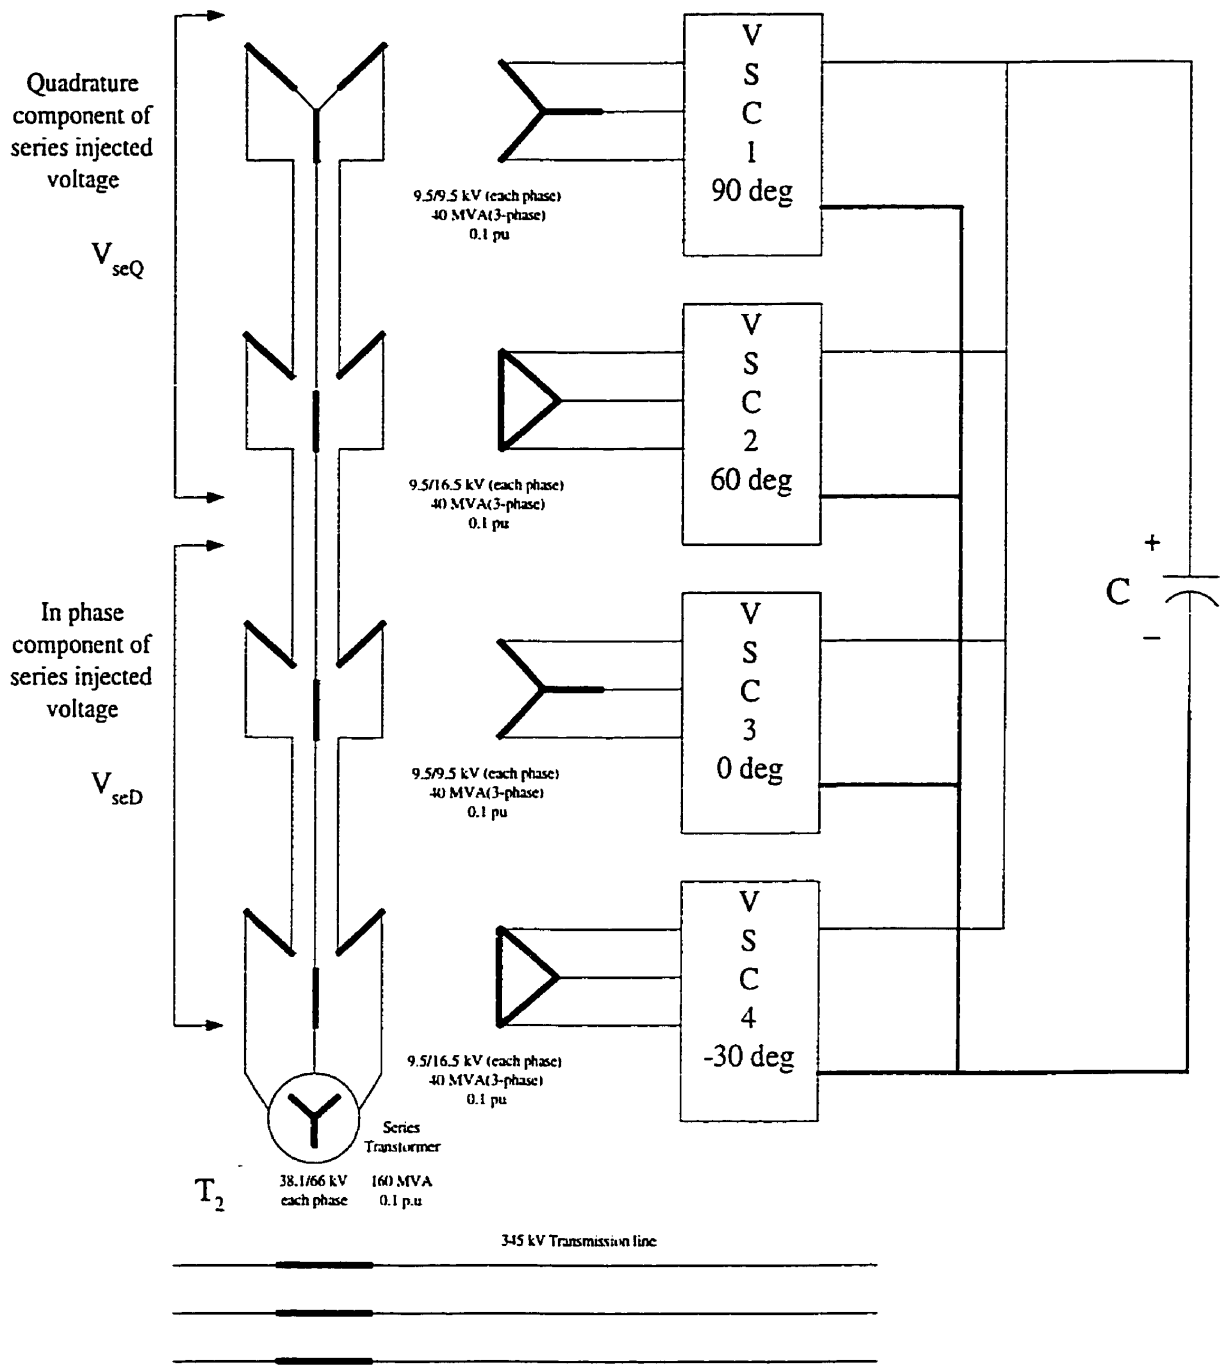 Quadrature
component of
series injected
voltage
V seQ
9.5/9.5 kV (each phase)
40 MVA(3-phase)
0.1 pu
V
S
C
1
90 deg
9.5/16.5 kV (each phase)
40 MVA(3-phase)
0.1 pu
V
S
C
2
60 deg
+
C
–
In phase
component of
series injected
voltage
V seD
9.5/9.5 kV (each phase)
40 MVA(3-phase)
0.1 pu
V
S
C
3
0 deg
9.5/16.5 kV (each phase)
40 MVA(3-phase)
0.1 pu
V
S
C
4
-30 deg
Series
Transformer
T2
38.1/66 kV
each phase
160 MVA
0.1 p.u
345 kV Transmission line